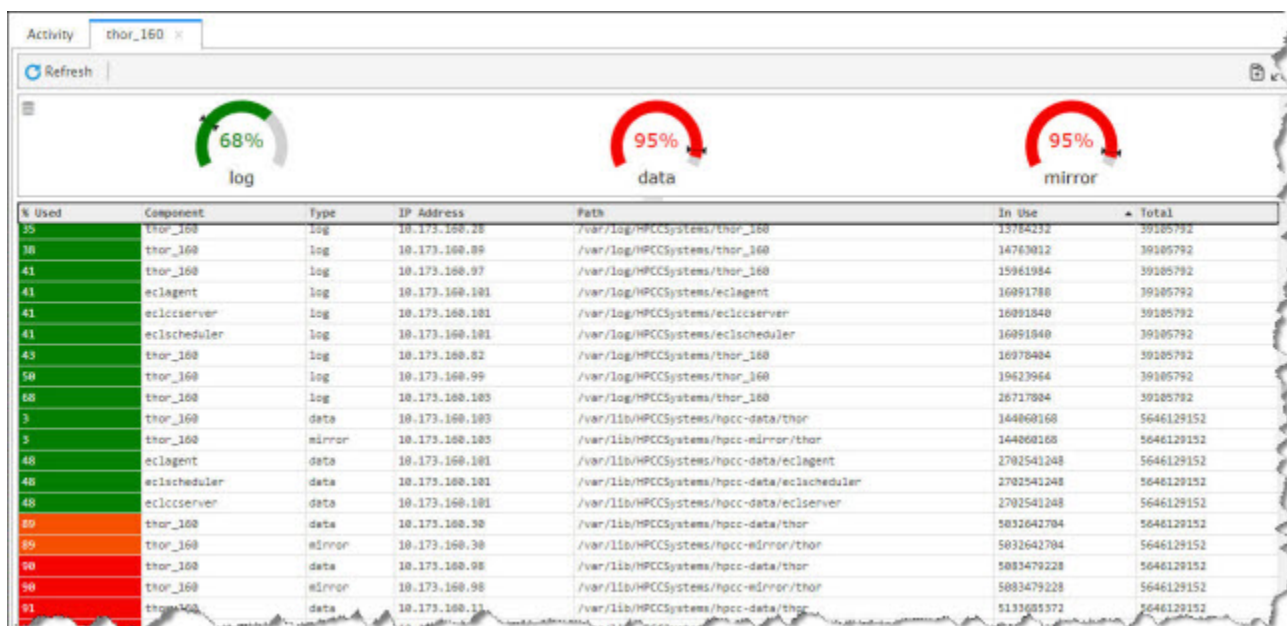 Activity thor_160 ×
Refresh
68% 95% 95%
log data mirror
% Used Component Type IP Address Path In Use Total
35 thor_160 log 10.173.160.28 /var/log/HPCCSystems/thor_160 13784232 39105792
38 thor_160 log 10.173.160.89 /var/log/HPCCSystems/thor_160 14763012 39105792
41 thor_160 log 10.173.160.97 /var/log/HPCCSystems/thor_160 15961984 39105792
41 eclagent log 10.173.160.101 /var/log/HPCCSystems/eclagent 16091788 39105792
41 eclccserver log 10.173.160.101 /var/log/HPCCSystems/eclccserver 16091840 39105792
41 eclscheduler log 10.173.160.101 /var/log/HPCCSystems/eclscheduler 16091840 39105792
43 thor_160 log 10.173.160.82 /var/log/HPCCSystems/thor_160 16978404 39105792
50 thor_160 log 10.173.160.99 /var/log/HPCCSystems/thor_160 19623964 39105792
68 thor_160 log 10.173.160.103 /var/log/HPCCSystems/thor_160 26717804 39105792
3 thor_160 data 10.173.160.103 /var/lib/HPCCSystems/hpcc-data/thor 144060168 5646129152
3 thor_160 mirror 10.173.160.103 /var/lib/HPCCSystems/hpcc-mirror/thor 144060168 5646129152
48 eclagent data 10.173.160.101 /var/lib/HPCCSystems/hpcc-data/eclagent 2702541248 5646129152
48 eclscheduler data 10.173.160.101 /var/lib/HPCCSystems/hpcc-data/eclscheduler 2702541248 5646129152
48 eclccserver data 10.173.160.101 /var/lib/HPCCSystems/hpcc-data/eclserver 2702541248 5646129152
89 thor_160 data 10.173.160.30 /var/lib/HPCCSystems/hpcc-data/thor 5032642704 5646129152
89 thor_160 mirror 10.173.160.30 /var/lib/HPCCSystems/hpcc-mirror/thor 5032642704 5646129152
90 thor_160 data 10.173.160.98 /var/lib/HPCCSystems/hpcc-data/thor 5083479228 5646129152
90 thor_160 mirror 10.173.160.98 /var/lib/HPCCSystems/hpcc-mirror/thor 5083479228 5646129152
91 thor_160 data 10.173.160.11 /var/lib/HPCCSystems/hpcc-data/thor 5133685372 5646129152